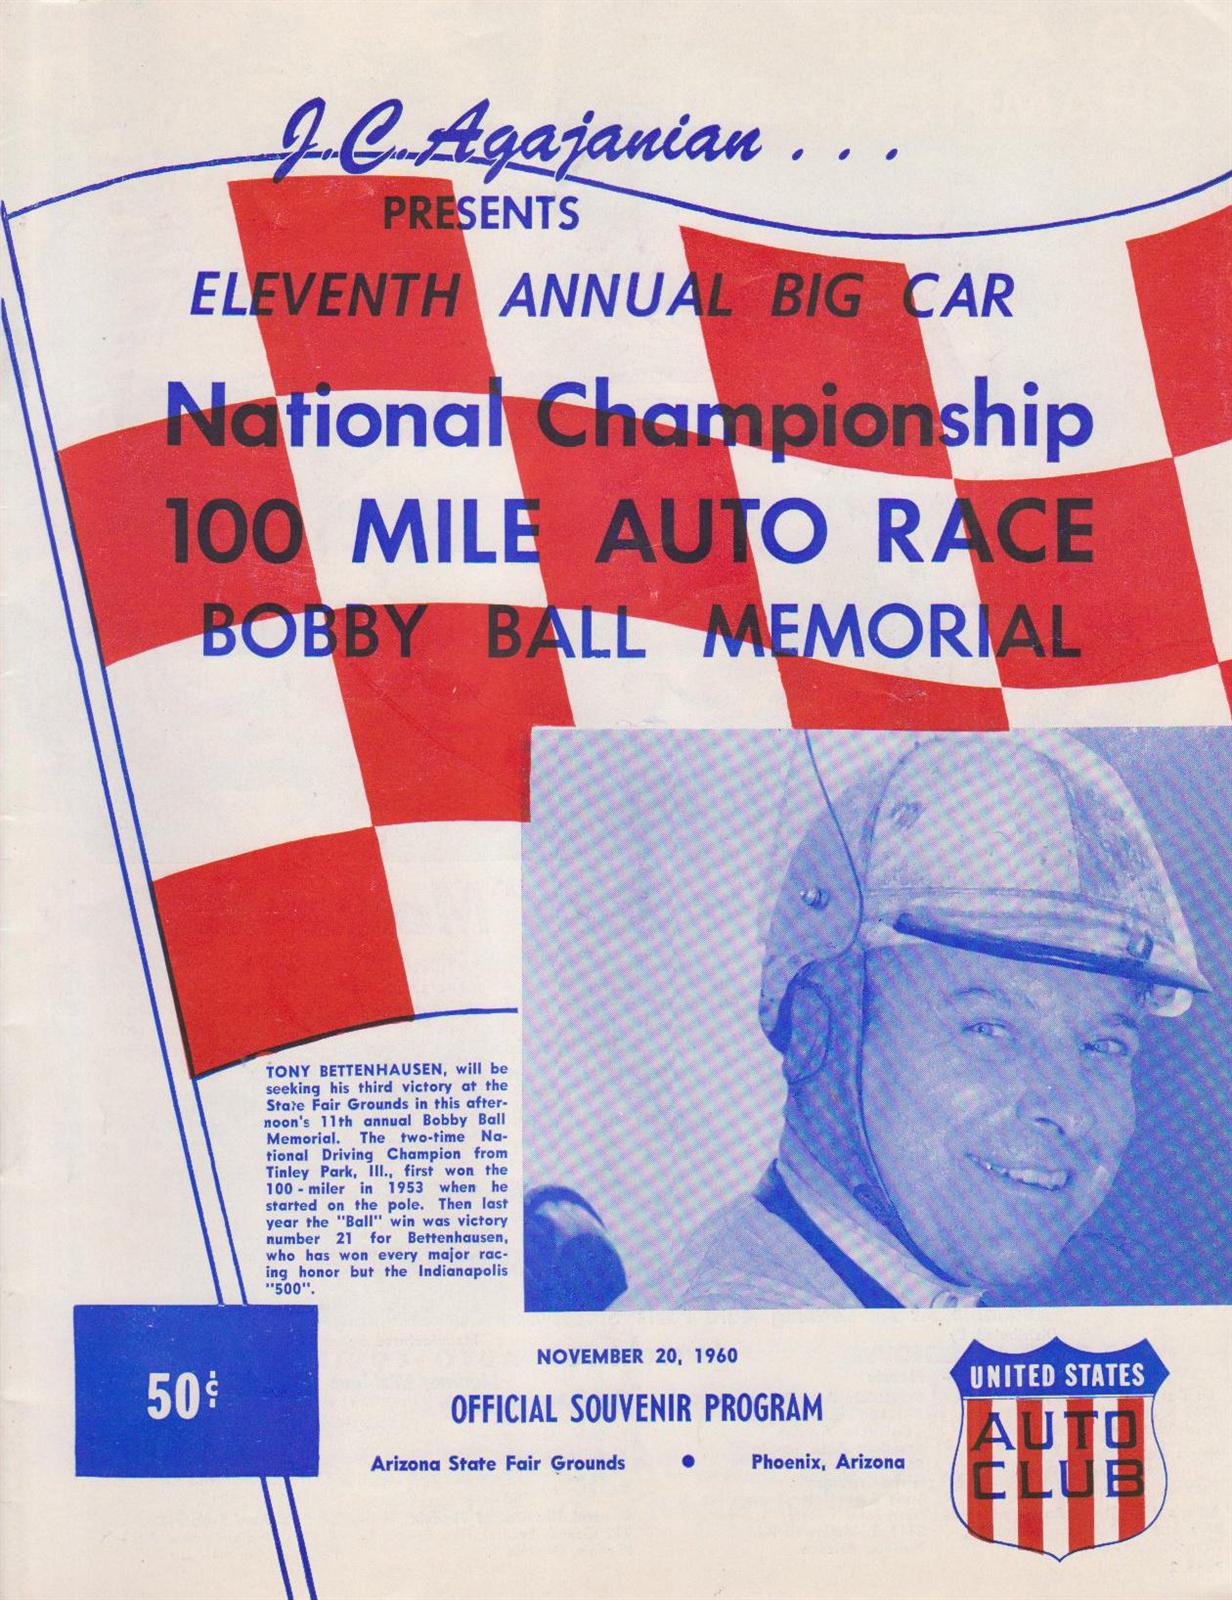 J.C. Agajanian . . .
PRESENTS
ELEVENTH ANNUAL BIG CAR
National Championship
100 MILE AUTO RACE
BOBBY BALL MEMORIAL
TONY BETTENHAUSEN, will be
seeking his third victory at the
State Fair Grounds in this after-
noon's 11th annual Bobby Ball
Memorial. The two-time Na-
tional Driving Champion from
Tinley Park, Ill., first won the
100 - miler in 1953 when he
started on the pole. Then last
year the "Ball" win was victory
number 21 for Bettenhausen,
who has won every major rac-
ing honor but the Indianapolis
"500".
50¢
NOVEMBER 20, 1960
OFFICIAL SOUVENIR PROGRAM
Arizona State Fair Grounds • Phoenix, Arizona
UNITED STATES
AUTO
CLUB